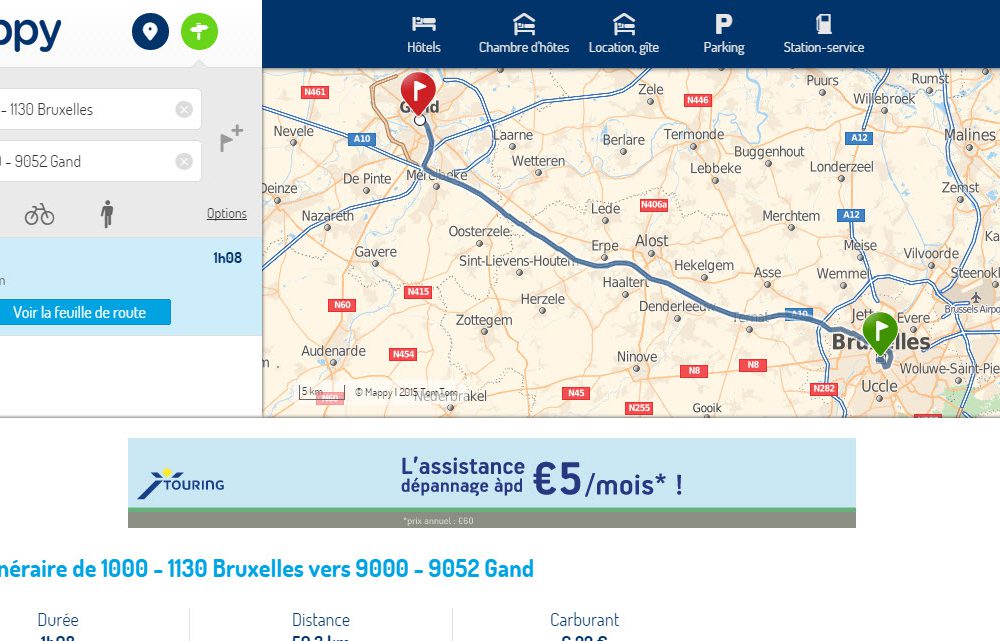 ppy
Hôtels
Chambre d'hôtes
Location, gîte
Parking
Station-service
- 1130 Bruxelles
- 9052 Gand
Options
1h08
m
Voir la feuille de route
N461
Zele
N446
Puurs
Rumst
Willebroek
Gand
Nevele
A10
Laarne
Berlare
Termonde
A12
Malines
Wetteren
Buggenhout
De Pinte
Merelbeke
Lebbeke
Londerzeel
Deinze
Zemst
Nazareth
Lede
N406a
Merchtem
A12
Oosterzele
Erpe
Alost
Meise
Gavere
Sint-Lievens-Houtem
Hekelgem
Asse
Wemmel
Vilvoorde
Ka
Steenok
Haaltert
N415
N60
Herzele
Denderleeuw
Ternat
A10
Jette
Evere
Brussels Airpo
Zottegem
Bruxelles
Audenarde
N454
Ninove
N8
N8
Woluwe-Saint-Pie
m
5 km
N60
© Mappy | 2015 TomTom
Nederbrakel
N45
N282
Uccle
N255
Gooik
TOURING
L'assistance
dépannage àpd
€5/mois* !
*prix annuel : €60
néraire de 1000 - 1130 Bruxelles vers 9000 - 9052 Gand
Durée
Distance
Carburant
1h08